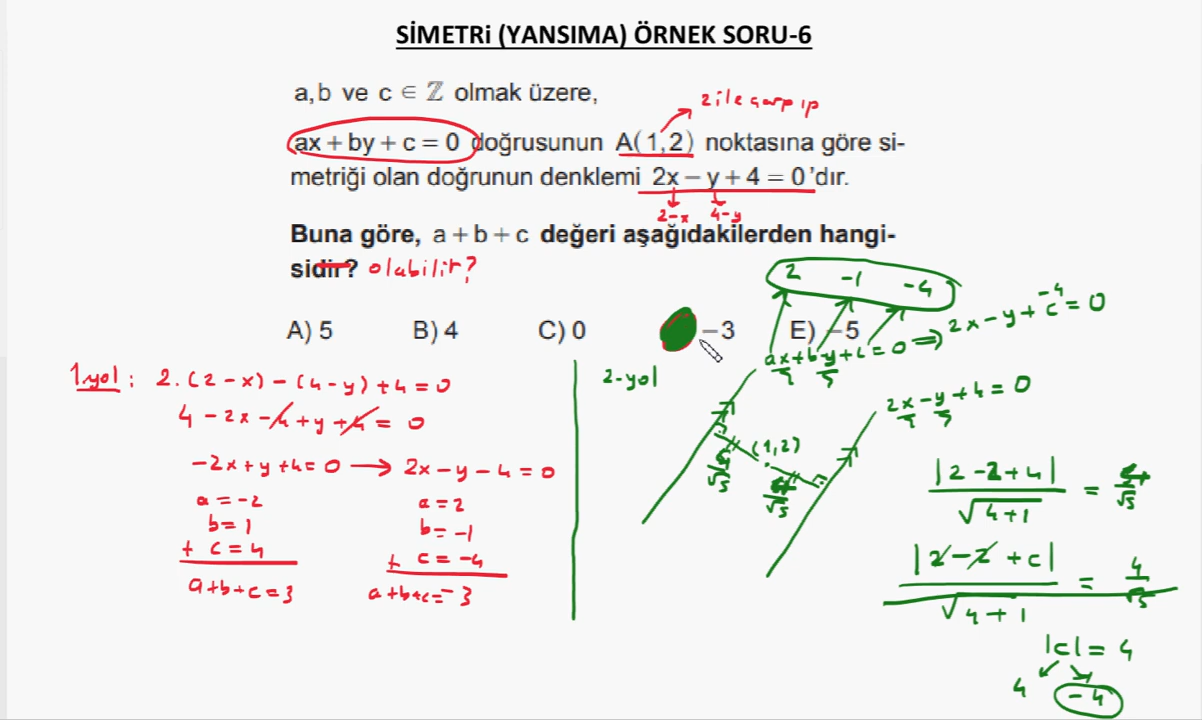 SİMETRi (YANSIMA) ÖRNEK SORU-6
a,b ve c ∈ ℤ olmak üzere,
2 ile çarpıp
ax + by + c = 0 doğrusunun A(1,2) noktasına göre si-
metriği olan doğrunun denklemi 2x − y + 4 = 0'dır.
2-x 4-y
Buna göre, a + b + c değeri aşağıdakilerden hangi-
sidir? olabilir?
A) 5 B) 4 C) 0 −3 E) −5
1.yol: 2.(2-x) - (4-y) + 4 = 0
4 - 2x - 4 + y + 4 = 0
-2x + y + 4 = 0 → 2x - y - 4 = 0
a = -2
b = 1
+ c = 4
a+b+c = 3
a = 2
b = -1
+ c = -4
a+b+c = -3
2-yol
2 -1 -4
ax + by + c = 0 ⇒ 2x - y + c = 0
-4
2x - y + 4 = 0
(1,2)
|2 - 2 + 4|
√4+1
=
4
√5
|2 - 2 + c|
√4+1
=
4
√5
|c| = 4
4 -4